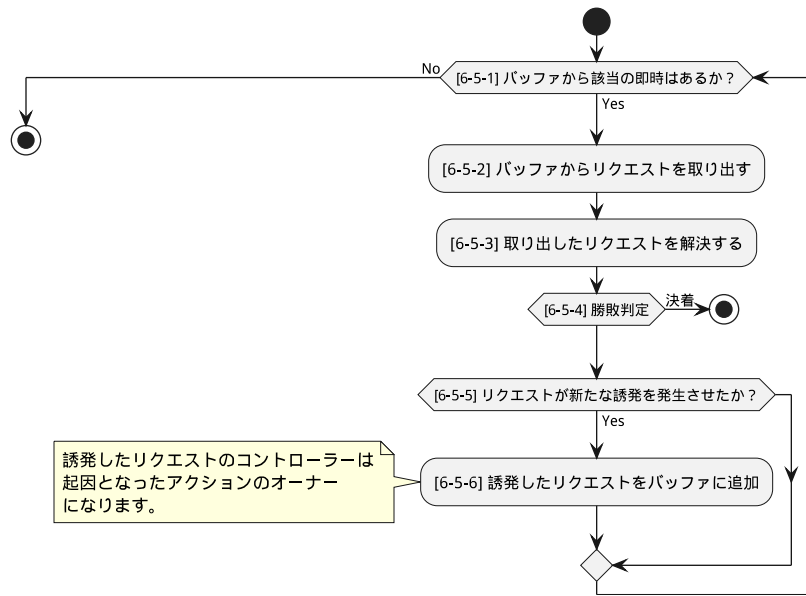 No
[6-5-1] バッファから該当の即時はあるか？
Yes
[6-5-2] バッファからリクエストを取り出す
[6-5-3] 取り出したリクエストを解決する
[6-5-4] 勝敗判定
決着
[6-5-5] リクエストが新たな誘発を発生させたか？
Yes
誘発したリクエストのコントローラーは
起因となったアクションのオーナー
になります。
[6-5-6] 誘発したリクエストをバッファに追加